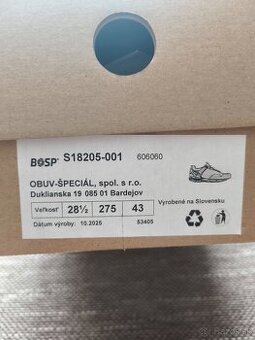 BOSP® S18205-001 606060
OBUV-ŠPECIÁL, spol. s r.o.
Duklianska 19 085 01 Bardejov
Veľkosť 28½ 275 43
Vyrobené na Slovensku
Dátum výroby: 10.2025 53405